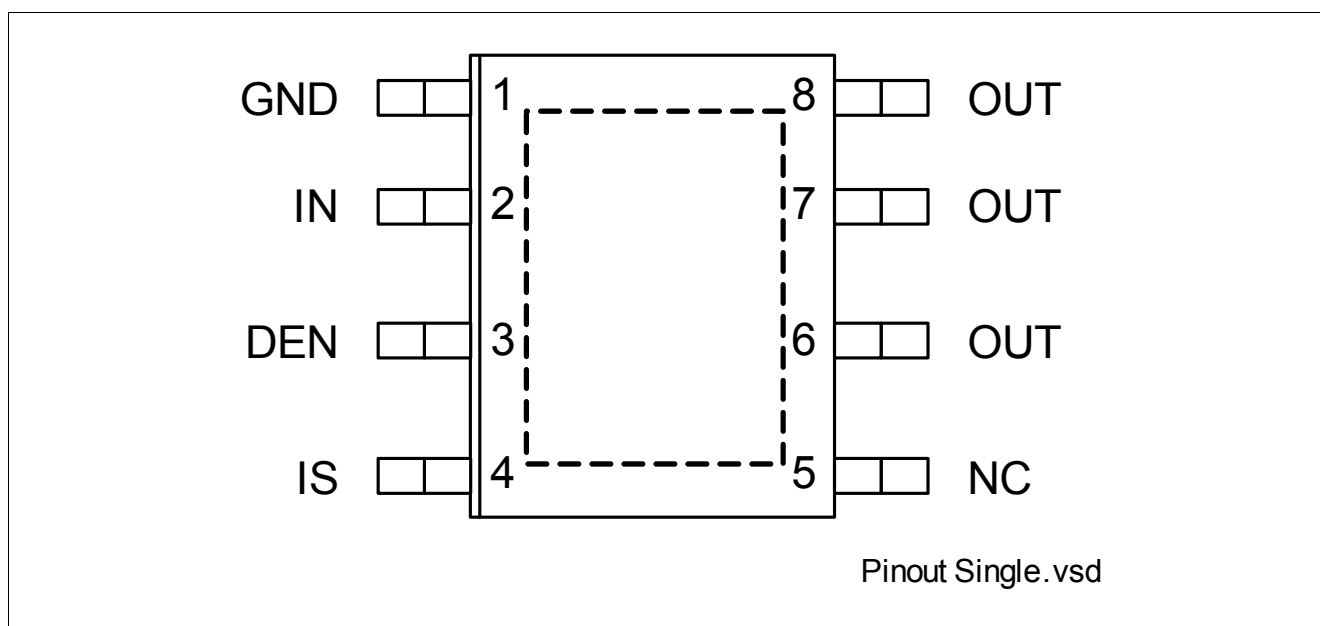 GND 1 8 OUT
IN 2 7 OUT
DEN 3 6 OUT
IS 4 5 NC
Pinout Single.vsd